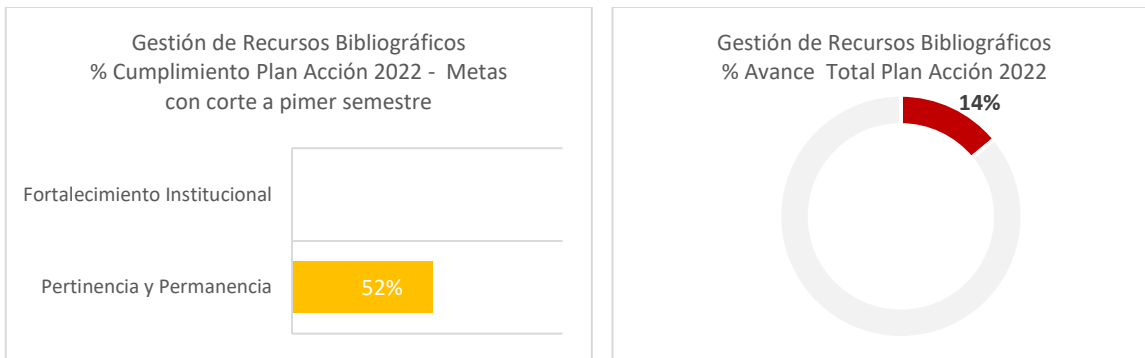 Gestión de Recursos Bibliográficos
% Cumplimiento Plan Acción 2022 - Metas
con corte a pimer semestre
Fortalecimiento Institucional
Pertinencia y Permanencia
52%
Gestión de Recursos Bibliográficos
% Avance Total Plan Acción 2022
14%